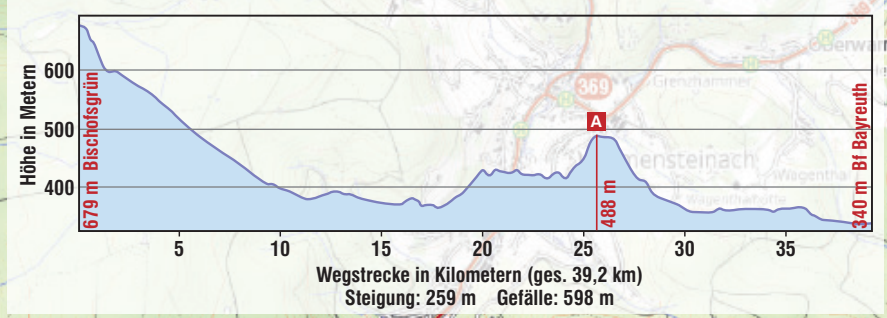 Höhe in Metern
600
500
400
679 m Bischofsgrün
369
A
488 m
340 m Bf Bayreuth
Grenzhammer
mensteinach
Wagenthal
5 10 15 20 25 30 35
Wegstrecke in Kilometern (ges. 39,2 km)
Steigung: 259 m Gefälle: 598 m